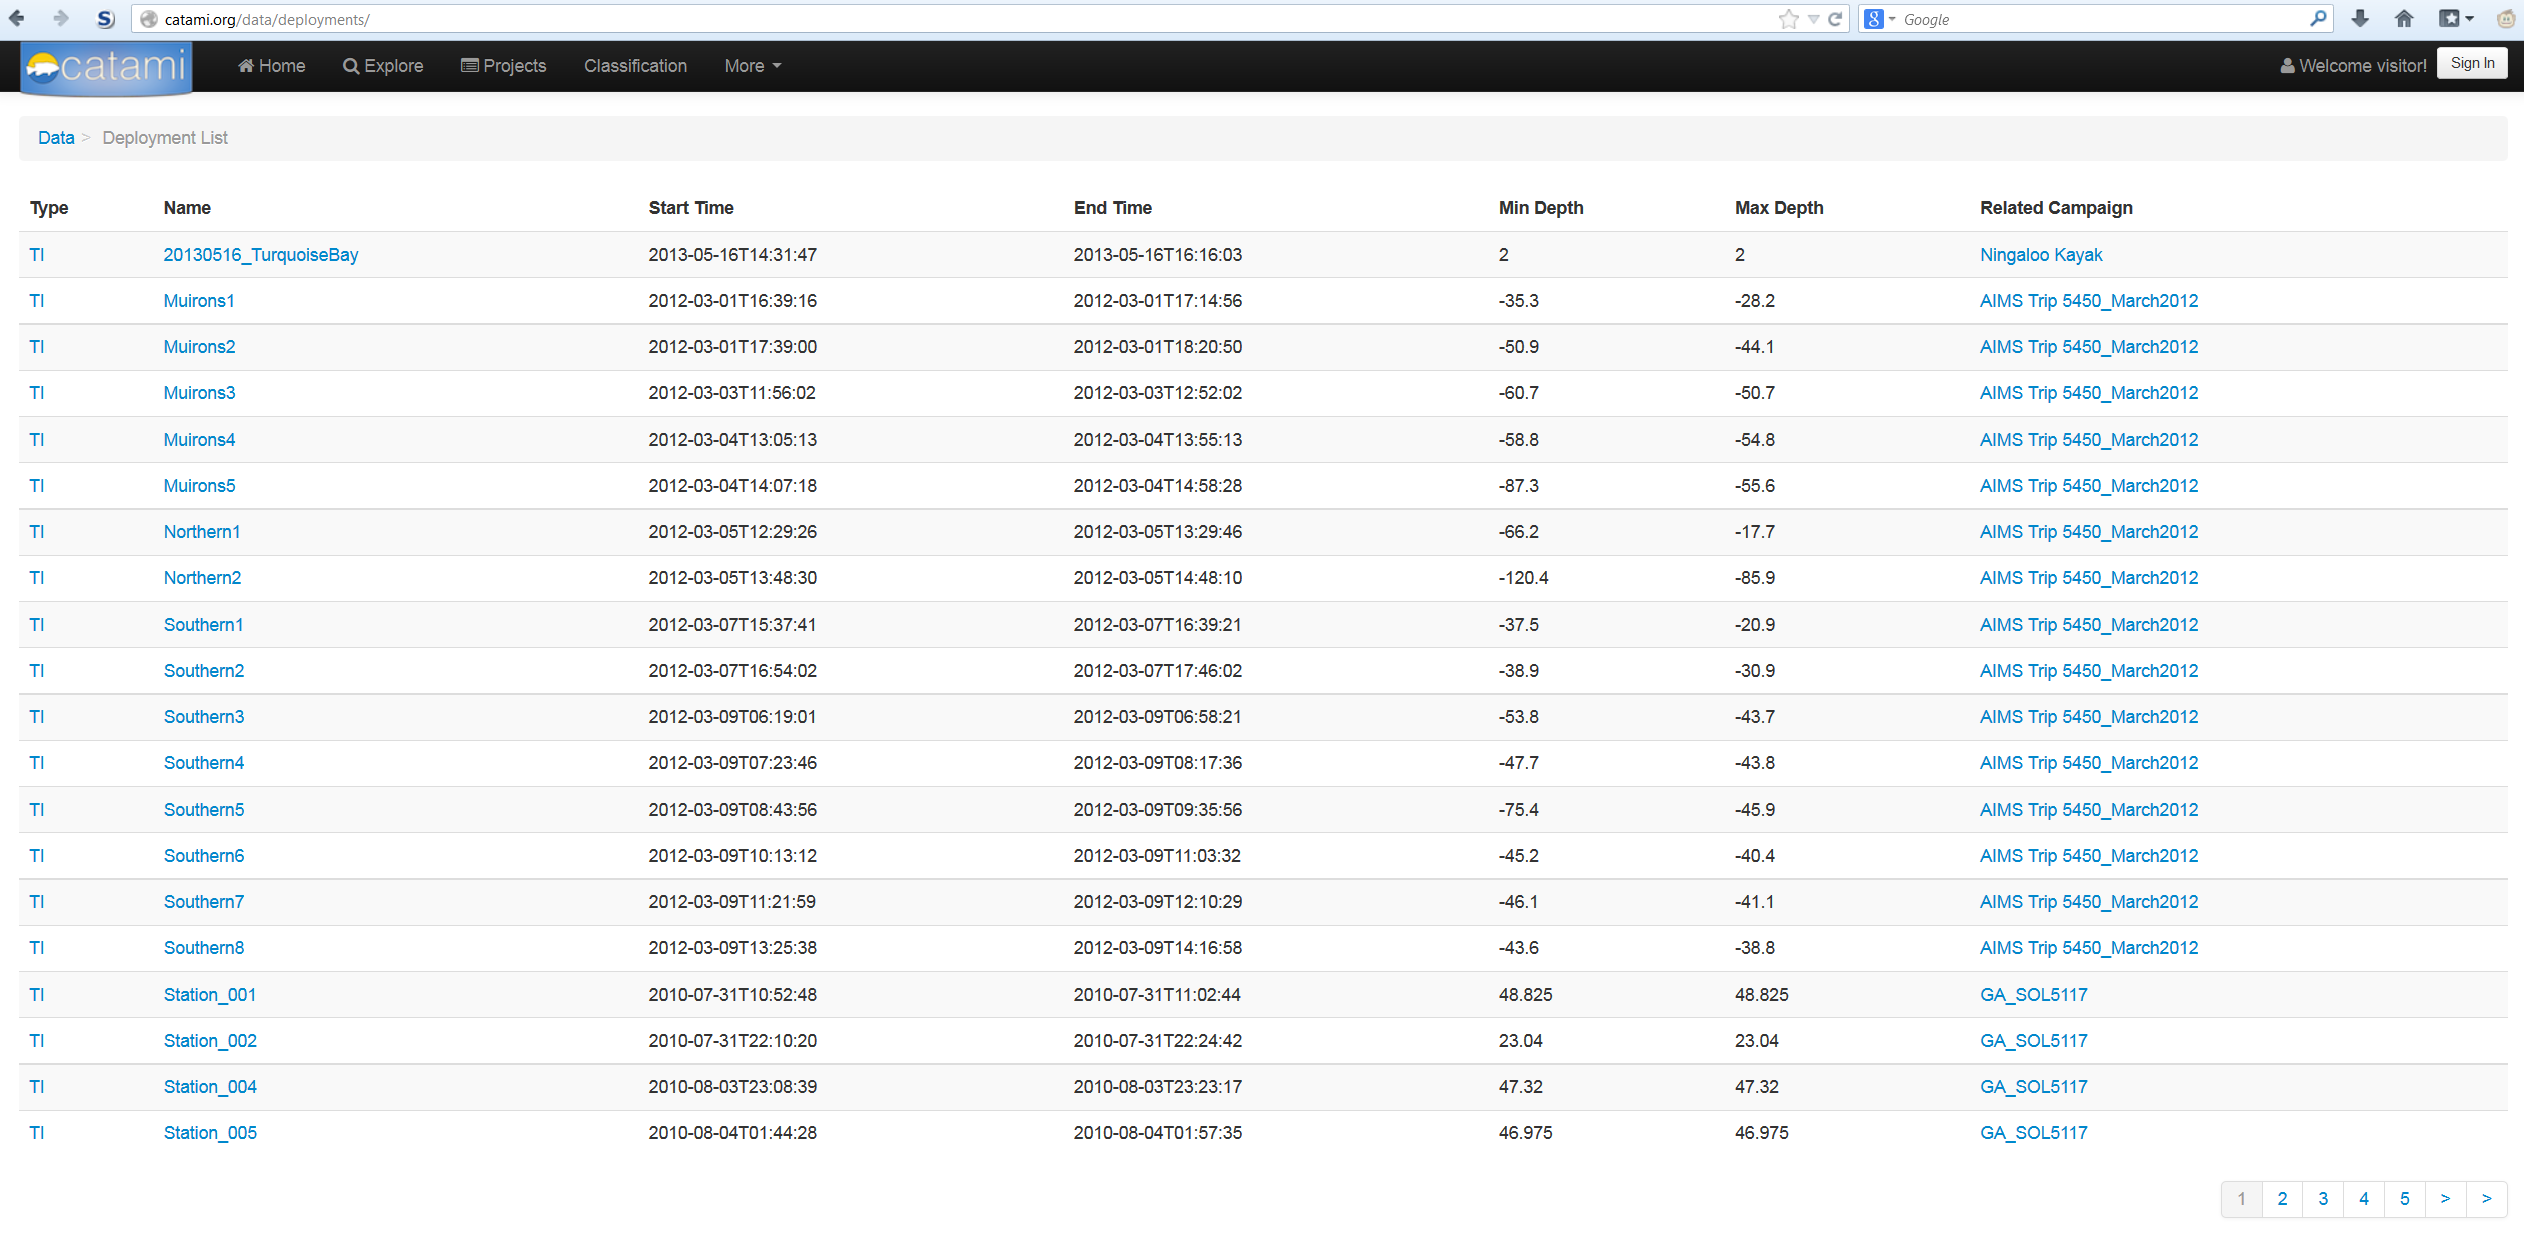 catami.org/data/deployments/ Google
catami Home Explore Projects Classification More Welcome visitor! Sign In
Data > Deployment List
Type Name Start Time End Time Min Depth Max Depth Related Campaign
TI 20130516_TurquoiseBay 2013-05-16T14:31:47 2013-05-16T16:16:03 2 2 Ningaloo Kayak
TI Muirons1 2012-03-01T16:39:16 2012-03-01T17:14:56 -35.3 -28.2 AIMS Trip 5450_March2012
TI Muirons2 2012-03-01T17:39:00 2012-03-01T18:20:50 -50.9 -44.1 AIMS Trip 5450_March2012
TI Muirons3 2012-03-03T11:56:02 2012-03-03T12:52:02 -60.7 -50.7 AIMS Trip 5450_March2012
TI Muirons4 2012-03-04T13:05:13 2012-03-04T13:55:13 -58.8 -54.8 AIMS Trip 5450_March2012
TI Muirons5 2012-03-04T14:07:18 2012-03-04T14:58:28 -87.3 -55.6 AIMS Trip 5450_March2012
TI Northern1 2012-03-05T12:29:26 2012-03-05T13:29:46 -66.2 -17.7 AIMS Trip 5450_March2012
TI Northern2 2012-03-05T13:48:30 2012-03-05T14:48:10 -120.4 -85.9 AIMS Trip 5450_March2012
TI Southern1 2012-03-07T15:37:41 2012-03-07T16:39:21 -37.5 -20.9 AIMS Trip 5450_March2012
TI Southern2 2012-03-07T16:54:02 2012-03-07T17:46:02 -38.9 -30.9 AIMS Trip 5450_March2012
TI Southern3 2012-03-09T06:19:01 2012-03-09T06:58:21 -53.8 -43.7 AIMS Trip 5450_March2012
TI Southern4 2012-03-09T07:23:46 2012-03-09T08:17:36 -47.7 -43.8 AIMS Trip 5450_March2012
TI Southern5 2012-03-09T08:43:56 2012-03-09T09:35:56 -75.4 -45.9 AIMS Trip 5450_March2012
TI Southern6 2012-03-09T10:13:12 2012-03-09T11:03:32 -45.2 -40.4 AIMS Trip 5450_March2012
TI Southern7 2012-03-09T11:21:59 2012-03-09T12:10:29 -46.1 -41.1 AIMS Trip 5450_March2012
TI Southern8 2012-03-09T13:25:38 2012-03-09T14:16:58 -43.6 -38.8 AIMS Trip 5450_March2012
TI Station_001 2010-07-31T10:52:48 2010-07-31T11:02:44 48.825 48.825 GA_SOL5117
TI Station_002 2010-07-31T22:10:20 2010-07-31T22:24:42 23.04 23.04 GA_SOL5117
TI Station_004 2010-08-03T23:08:39 2010-08-03T23:23:17 47.32 47.32 GA_SOL5117
TI Station_005 2010-08-04T01:44:28 2010-08-04T01:57:35 46.975 46.975 GA_SOL5117
1 2 3 4 5 > >